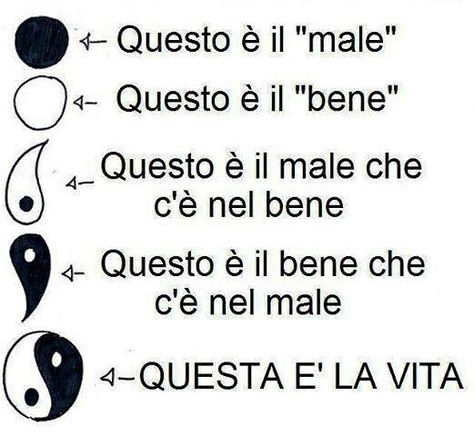 Questo è il "male"
Questo è il "bene"
Questo è il male che
c'è nel bene
Questo è il bene che
c'è nel male
QUESTA E' LA VITA